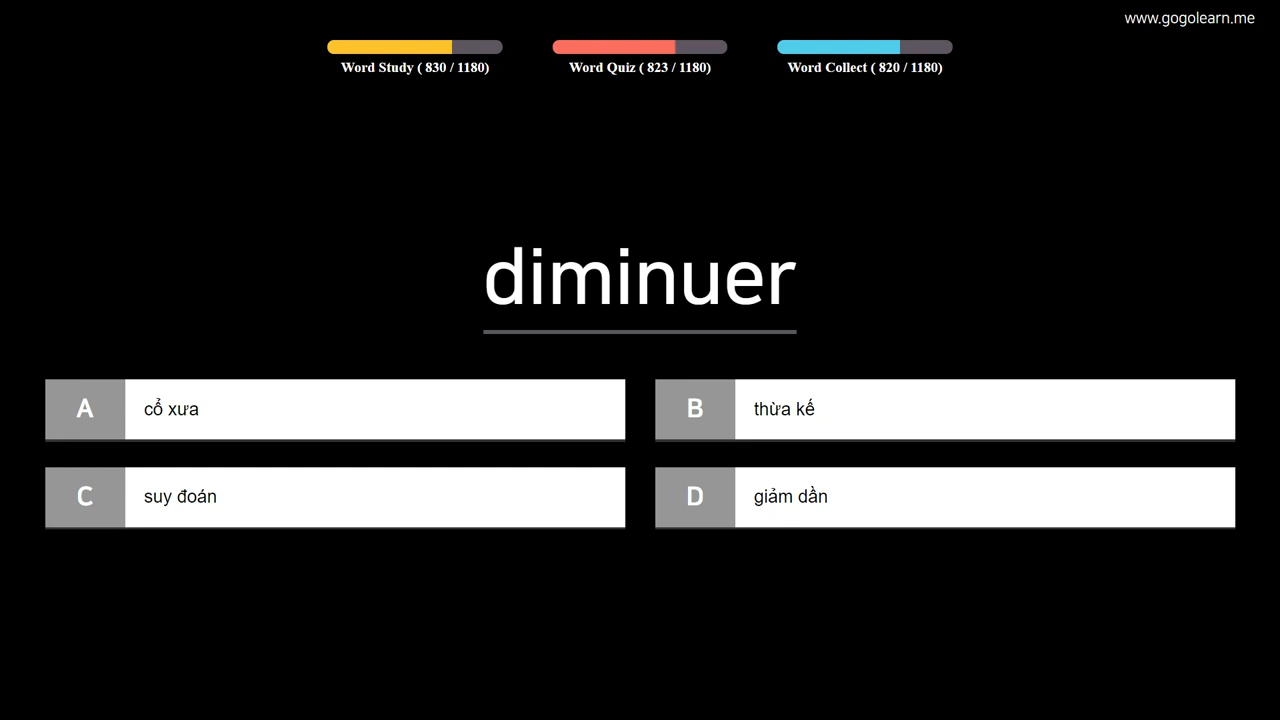 www.gogolearn.me
Word Study ( 830 / 1180)
Word Quiz ( 823 / 1180)
Word Collect ( 820 / 1180)
diminuer
A cổ xưa
B thừa kế
C suy đoán
D giảm dần